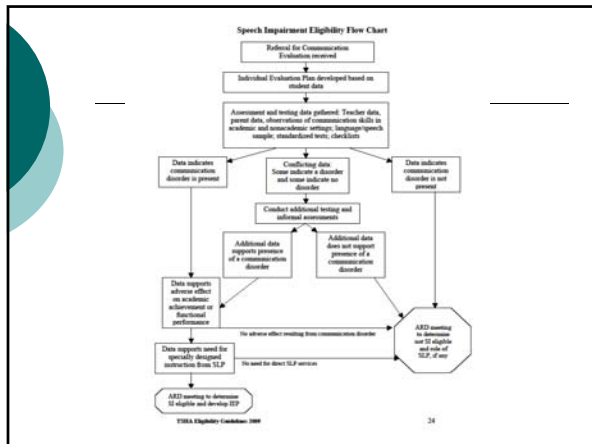 Speech Impairment Eligibility Flow Chart
Referral for Communication
Evaluation received
Individual Evaluation Plan developed based on
student data
Assessment and testing data gathered: Teacher data,
parent data, observations of communication skills in
academic and nonacademic settings; language/speech
sample; standardized tests; checklists
Data indicates
communication
disorder is present
Conflicting data:
Some indicate a disorder
and some indicate no
disorder
Data indicates
communication
disorder is not
present
Conduct additional testing and
informal assessments
Additional data
supports presence
of a communication
disorder
Additional data
does not support
presence of a
communication
disorder
Data supports
adverse effect
on academic
achievement or
functional
performance
No adverse effect resulting from communication disorder
ARD meeting
to determine
not SI eligible
and role of
SLP, if any
Data supports need for
specially designed
instruction from SLP
No need for direct SLP services
ARD meeting to determine
SI eligible and develop IEP
TSHA Eligibility Guidelines 2009
24